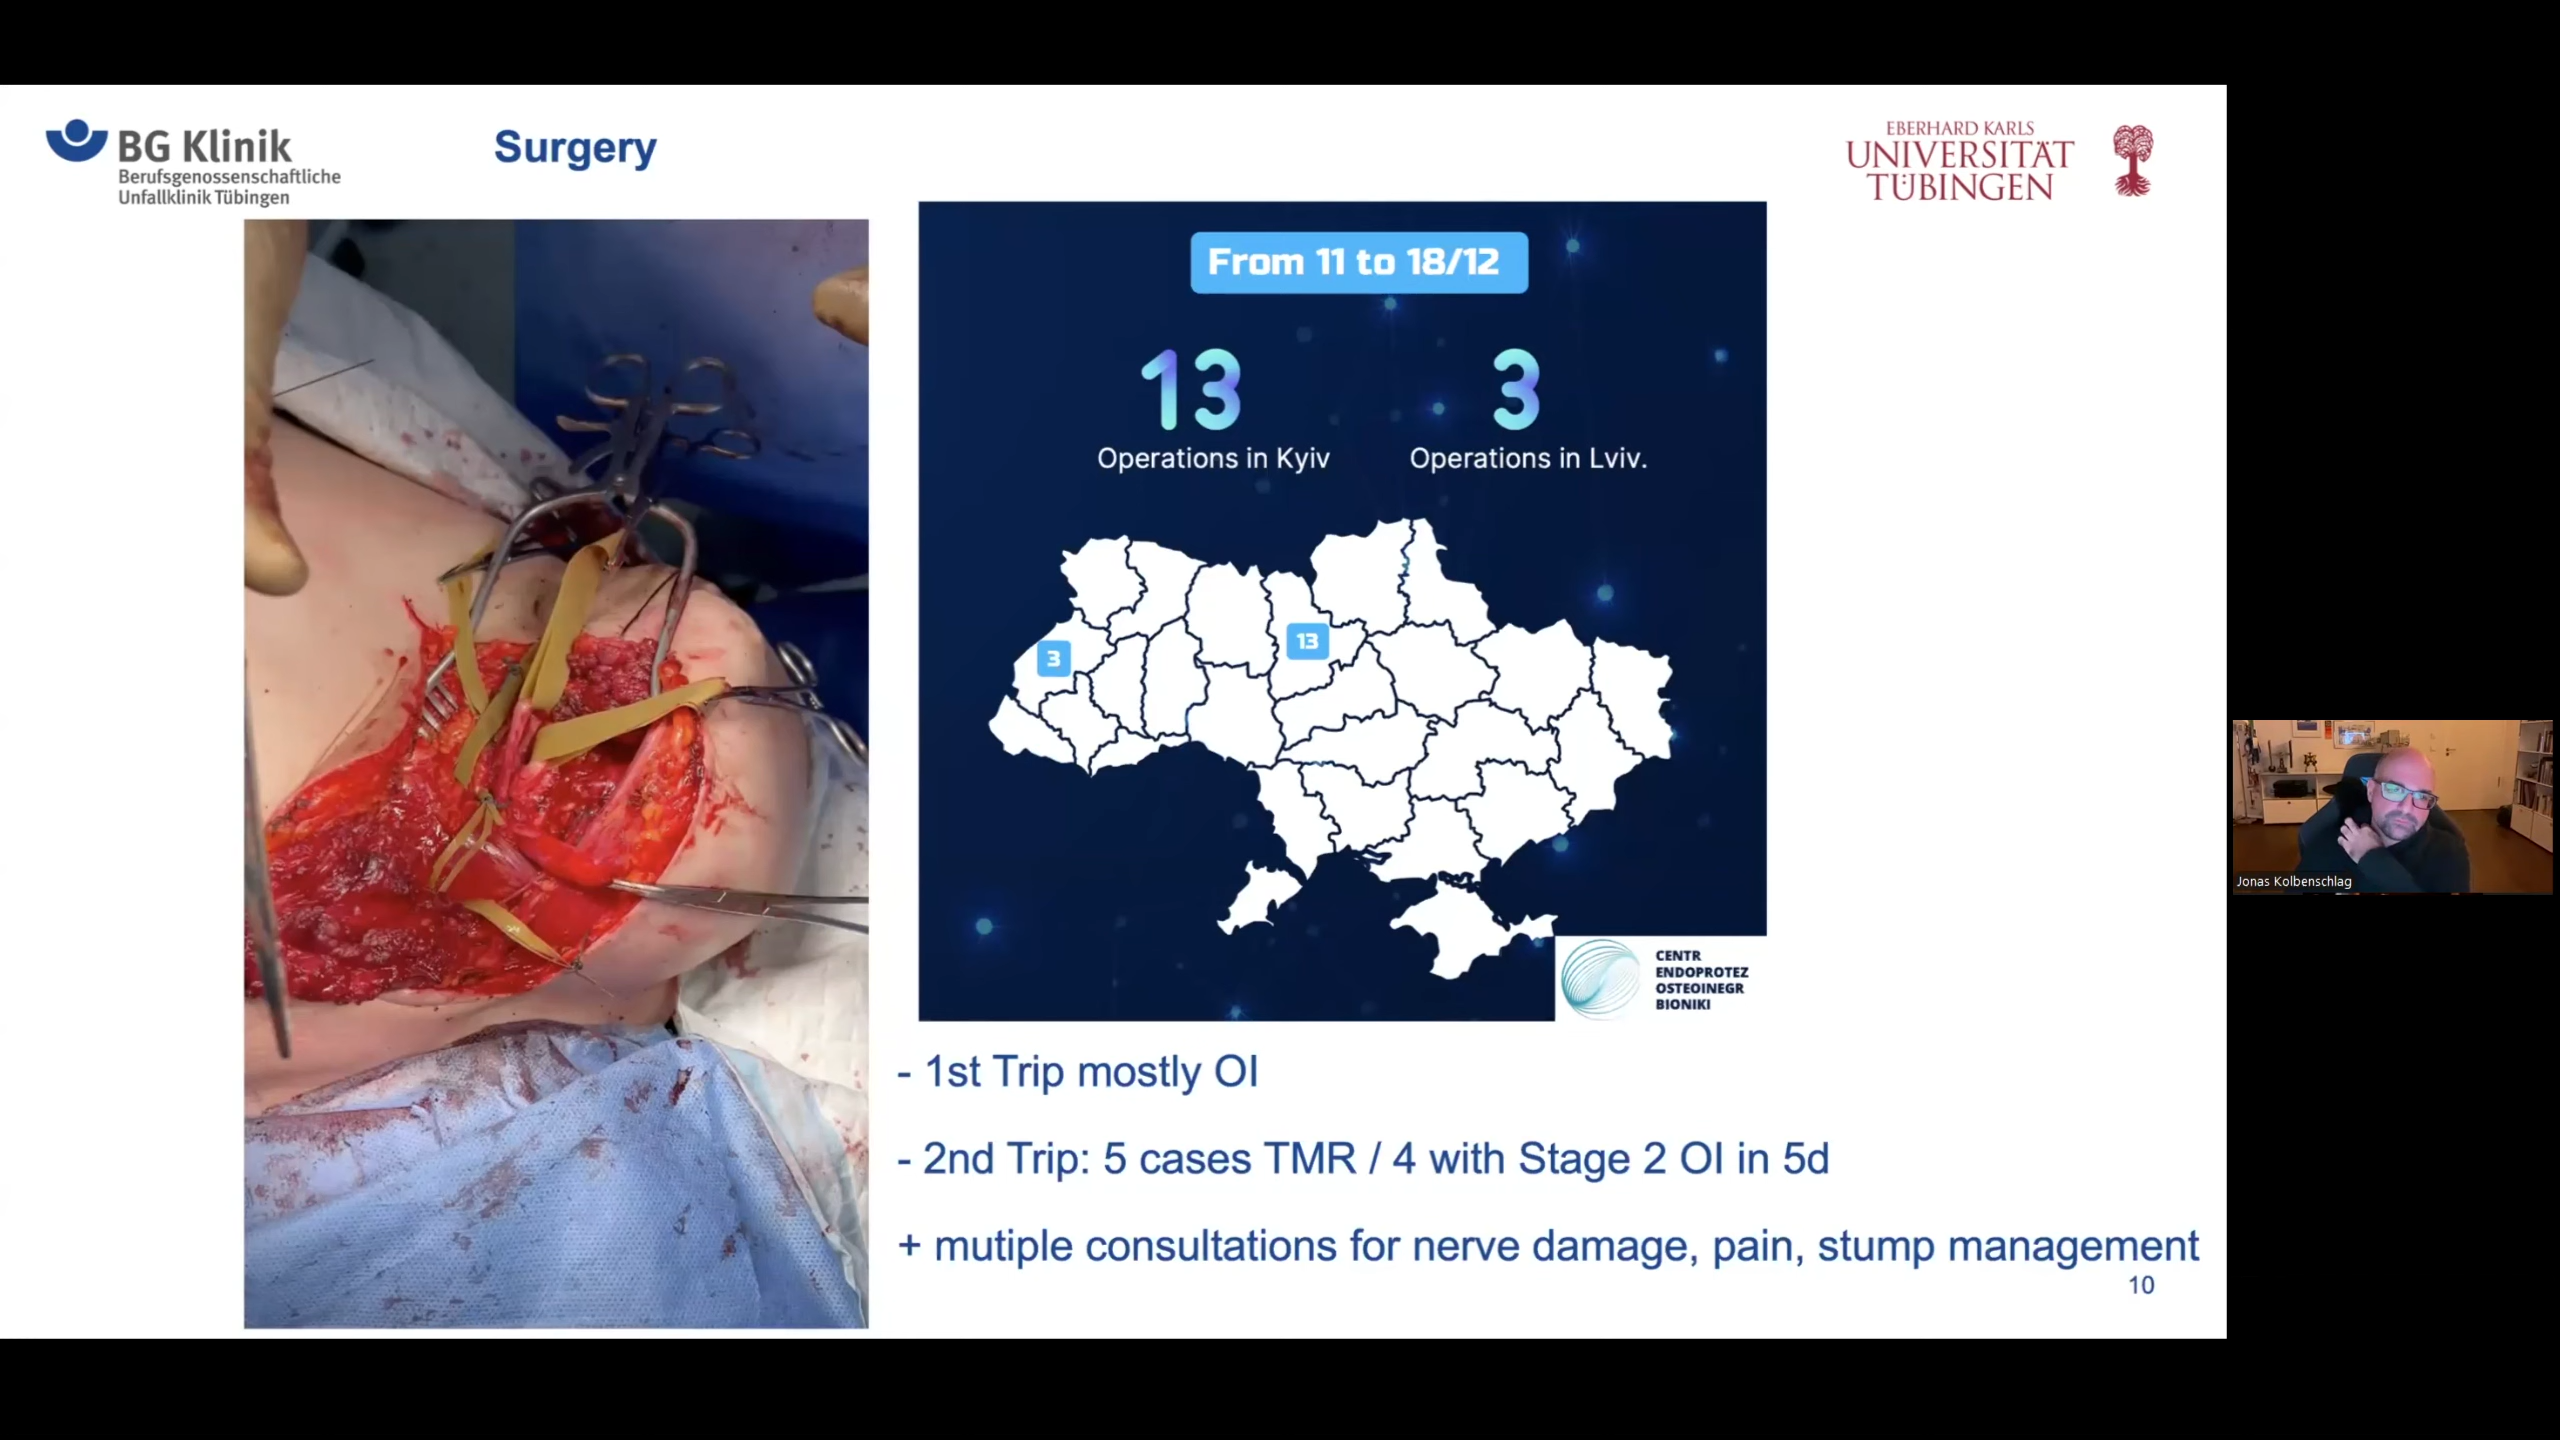 BG Klinik
Berufsgenossenschaftliche
Unfallklinik Tübingen
Surgery
EBERHARD KARLS
UNIVERSITÄT
TÜBINGEN
From 11 to 18/12
13
Operations in Kyiv
3
Operations in Lviv.
3
13
CENTR
ENDOPROTEZ
OSTEOINEGR
BIONIKI
- 1st Trip mostly OI
- 2nd Trip: 5 cases TMR / 4 with Stage 2 OI in 5d
+ mutiple consultations for nerve damage, pain, stump management
10
Jonas Kolbenschlag